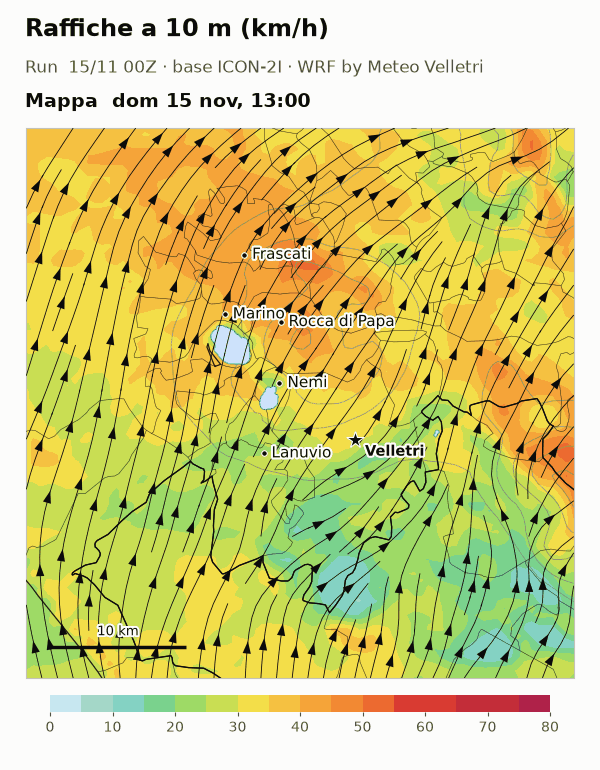 Raffiche a 10 m (km/h)
Run 15/11 00Z · base ICON-2I · WRF by Meteo Velletri
Mappa dom 15 nov, 13:00
Frascati
Marino
Rocca di Papa
Nemi
Velletri
Lanuvio
10 km
0 10 20 30 40 50 60 70 80